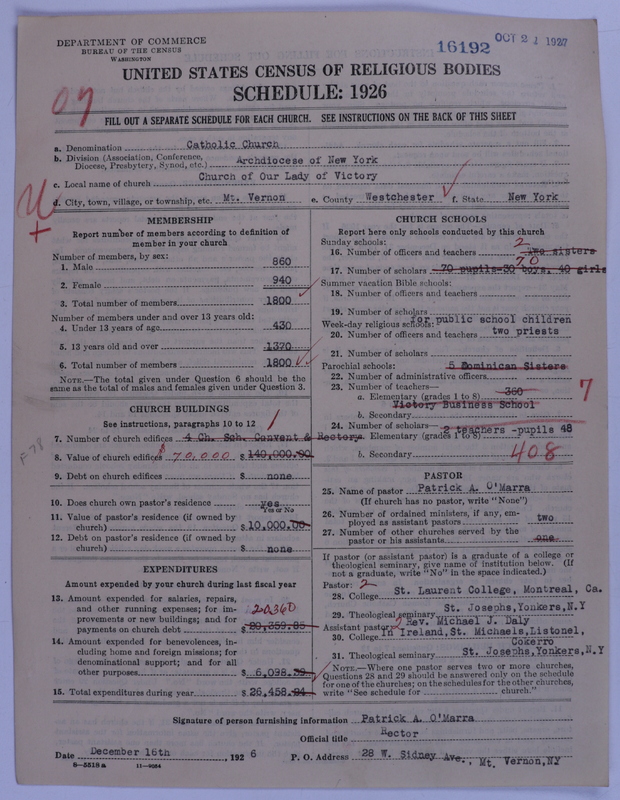 DEPARTMENT OF COMMERCE
BUREAU OF THE CENSUS
WASHINGTON
16192
OCT 21 1927
UNITED STATES CENSUS OF RELIGIOUS BODIES
SCHEDULE: 1926
07
FILL OUT A SEPARATE SCHEDULE FOR EACH CHURCH. SEE INSTRUCTIONS ON THE BACK OF THIS SHEET
a. Denomination Catholic Church
b. Division (Association, Conference, Diocese, Presbytery, Synod, etc.) Archdiocese of New York
c. Local name of church Church of Our Lady of Victory
d. City, town, village, or township, etc. Mt. Vernon e. County Westchester f. State New York
MEMBERSHIP
Report number of members according to definition of
member in your church
Number of members, by sex:
1. Male 860
2. Female 940
3. Total number of members 1800
Number of members under and over 13 years old:
4. Under 13 years of age 430
5. 13 years old and over 1370
6. Total number of members 1800
NOTE.—The total given under Question 6 should be the
same as the total of males and females given under Question 3.
CHURCH BUILDINGS
See instructions, paragraphs 10 to 12
1
7. Number of church edifices 4 Ch. Sch. Convent & Rectory
8. Value of church edifices $70,000 $140,000.00
F 78
9. Debt on church edifices $ none
10. Does church own pastor's residence yes
Yes or No
11. Value of pastor's residence (if owned by
church) $10,000.00
12. Debt on pastor's residence (if owned by
church) $ none
EXPENDITURES
Amount expended by your church during last fiscal year
13. Amount expended for salaries, repairs,
and other running expenses; for im-
provements or new buildings; and for
payments on church debt 20360 $ 20,359.85
14. Amount expended for benevolences, in-
cluding home and foreign missions; for
denominational support; and for all
other purposes $ 6,098.39
15. Total expenditures during year $ 26,458.24
CHURCH SCHOOLS
Report here only schools conducted by this church
Sunday schools:
16. Number of officers and teachers 2 Two sisters
17. Number of scholars 70 70 pupils-30 boys, 40 girls
Summer vacation Bible schools:
18. Number of officers and teachers
19. Number of scholars
Week-day religious schools: for public school children
20. Number of officers and teachers two priests
21. Number of scholars
Parochial schools: 5 Dominican Sisters
22. Number of administrative officers
23. Number of teachers—
a. Elementary (grades 1 to 8) 360
7
Victory Business School
b. Secondary
24. Number of scholars— 2 teachers -pupils 48
a. Elementary (grades 1 to 8) 408
b. Secondary
PASTOR
25. Name of pastor Patrick A. O'Marra
(If church has no pastor, write "None")
26. Number of ordained ministers, if any, em-
ployed as assistant pastors two
27. Number of other churches served by the
pastor or his assistants one
If pastor (or assistant pastor) is a graduate of a college or
theological seminary, give name of institution below. (If
not a graduate, write "No" in the space indicated.)
Pastor: 2
28. College St. Laurent College, Montreal, Ca.
29. Theological seminary St. Josephs, Yonkers, N.Y
Assistant pastor: 2 Rev. Michael J. Daly
30. College In Ireland, St. Michaels, Listonel,
Cokerro
31. Theological seminary St. Josephs, Yonkers, N.Y
NOTE.—Where one pastor serves two or more churches,
Questions 28 and 29 should be answered only on the schedule
for one of the churches; on the schedules for the other churches,
write "See schedule for church."
Signature of person furnishing information Patrick A. O'Marra
Official title Rector
Date December 16th, 1926 P. O. Address 28 W. Sidney Ave., Mt. Vernon, NY
8-5518a 11-9064